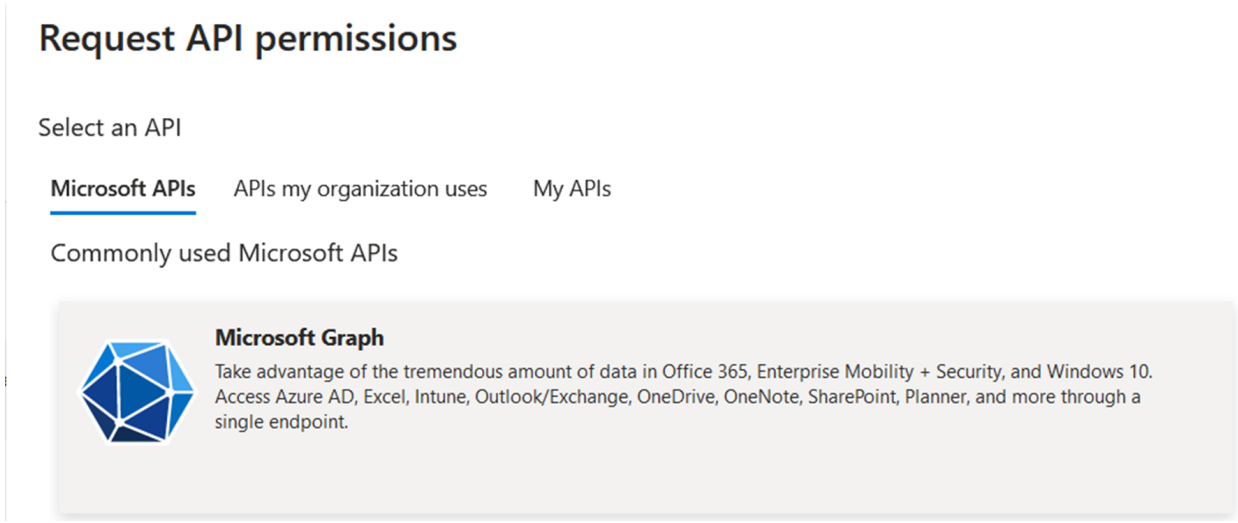 Request API permissions
Select an API
Microsoft APIs APIs my organization uses My APIs
Commonly used Microsoft APIs
Microsoft Graph
Take advantage of the tremendous amount of data in Office 365, Enterprise Mobility + Security, and Windows 10.
Access Azure AD, Excel, Intune, Outlook/Exchange, OneDrive, OneNote, SharePoint, Planner, and more through a
single endpoint.